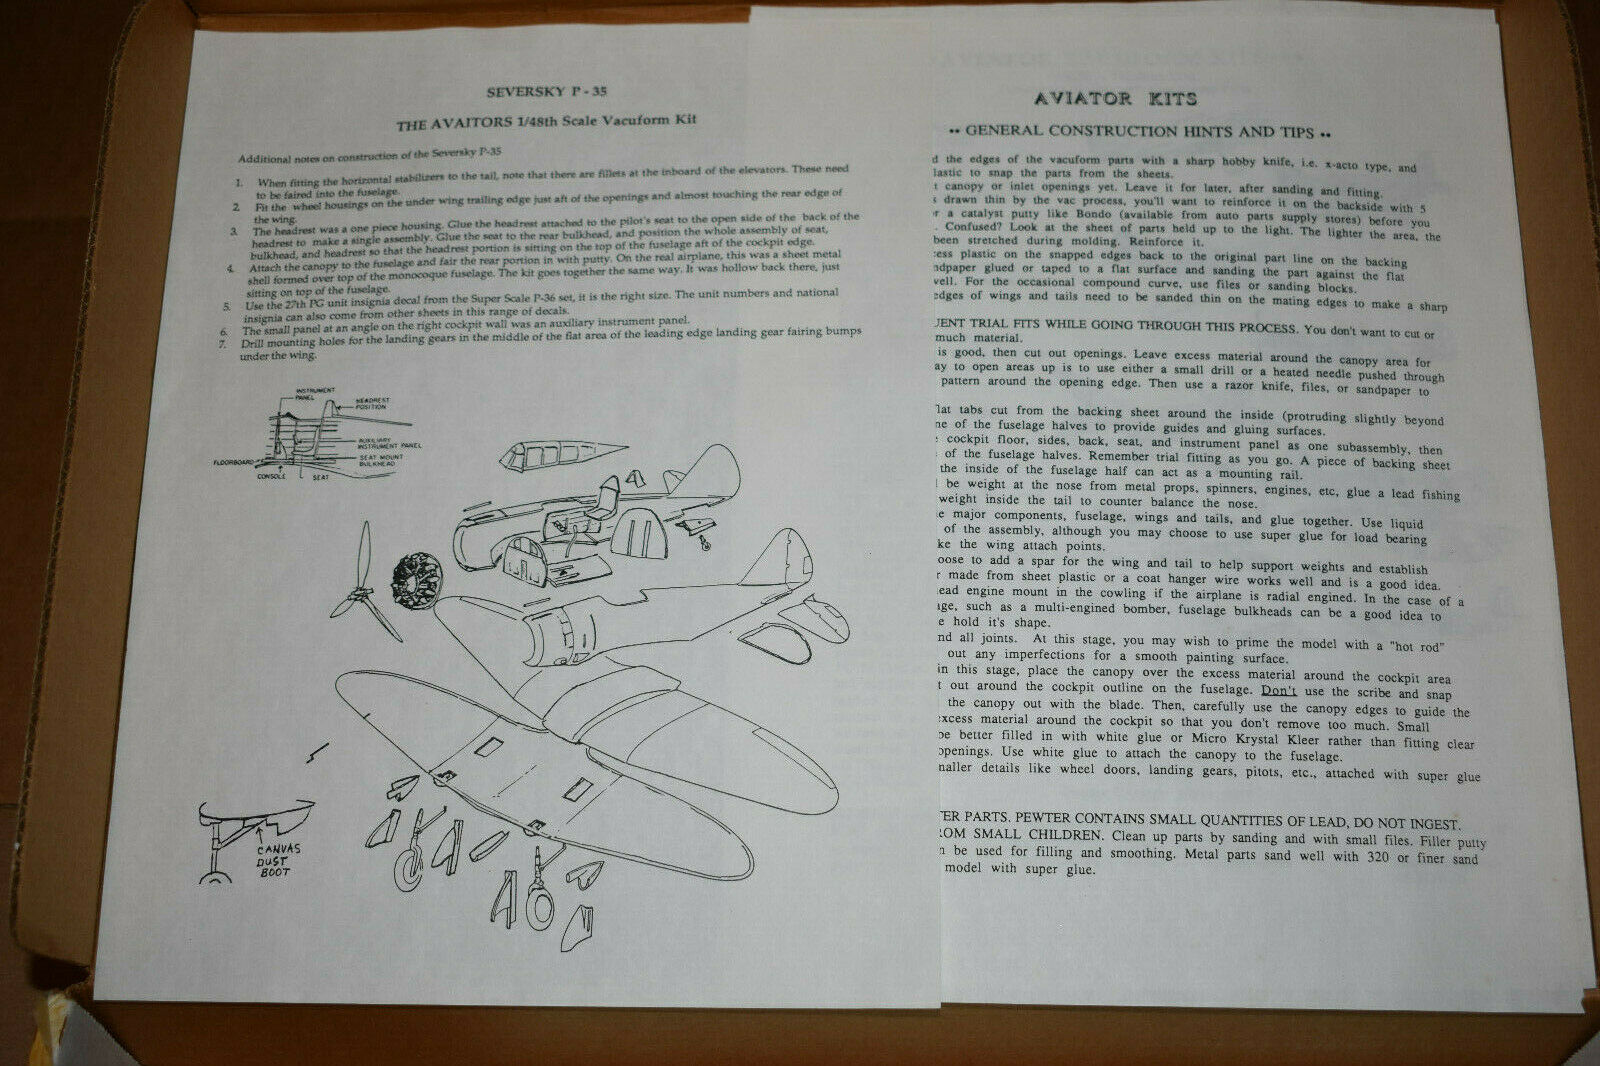 SEVERSKY P - 35
THE AVAITORS 1/48th Scale Vacuform Kit
Additional notes on construction of the Seversky P-35
1. When fitting the horizontal stabilizers to the tail, note that there are fillets at the inboard of the elevators. These need
to be faired into the fuselage.
2. Fit the wheel housings on the under wing trailing edge just aft of the openings and almost touching the rear edge of
the wing.
3. The headrest was a one piece housing. Glue the headrest attached to the pilot's seat to the open side of the back of the
headrest to make a single assembly. Glue the seat to the rear bulkhead, and position the whole assembly of seat,
bulkhead, and headrest so that the headrest portion is sitting on the top of the fuselage aft of the cockpit edge.
4. Attach the canopy to the fuselage and fair the rear portion in with putty. On the real airplane, this was a sheet metal
shell formed over top of the monocoque fuselage. The kit goes together the same way. It was hollow back there, just
sitting on top of the fuselage.
5. Use the 27th PG unit insignia decal from the Super Scale P-36 set, it is the right size. The unit numbers and national
insignia can also come from other sheets in this range of decals.
6. The small panel at an angle on the right cockpit wall was an auxiliary instrument panel.
7. Drill mounting holes for the landing gears in the middle of the flat area of the leading edge landing gear fairing bumps
under the wing.
INSTRUMENT
PANEL
HEADREST
POSITION
AUXILIARY
INSTRUMENT PANEL
SEAT MOUNT
BULKHEAD
FLOORBOARD
CONSOLE
SEAT
CANVAS
DUST
BOOT
AVIATOR KITS
•• GENERAL CONSTRUCTION HINTS AND TIPS ••
d the edges of the vacuform parts with a sharp hobby knife, i.e. x-acto type, and
lastic to snap the parts from the sheets.
t canopy or inlet openings yet. Leave it for later, after sanding and fitting.
s drawn thin by the vac process, you'll want to reinforce it on the backside with 5
r a catalyst putty like Bondo (available from auto parts supply stores) before you
. Confused? Look at the sheet of parts held up to the light. The lighter the area, the
been stretched during molding. Reinforce it.
cess plastic on the snapped edges back to the original part line on the backing
ndpaper glued or taped to a flat surface and sanding the part against the flat
well. For the occasional compound curve, use files or sanding blocks.
edges of wings and tails need to be sanded thin on the mating edges to make a sharp
UENT TRIAL FITS WHILE GOING THROUGH THIS PROCESS. You don't want to cut or
much material.
is good, then cut out openings. Leave excess material around the canopy area for
ay to open areas up is to use either a small drill or a heated needle pushed through
pattern around the opening edge. Then use a razor knife, files, or sandpaper to
lat tabs cut from the backing sheet around the inside (protruding slightly beyond
ne of the fuselage halves to provide guides and gluing surfaces.
: cockpit floor, sides, back, seat, and instrument panel as one subassembly, then
of the fuselage halves. Remember trial fitting as you go. A piece of backing sheet
the inside of the fuselage half can act as a mounting rail.
l be weight at the nose from metal props, spinners, engines, etc, glue a lead fishing
weight inside the tail to counter balance the nose.
e major components, fuselage, wings and tails, and glue together. Use liquid
of the assembly, although you may choose to use super glue for load bearing
ke the wing attach points.
oose to add a spar for the wing and tail to help support weights and establish
r made from sheet plastic or a coat hanger wire works well and is a good idea.
ead engine mount in the cowling if the airplane is radial engined. In the case of a
age, such as a multi-engined bomber, fuselage bulkheads can be a good idea to
e hold it's shape.
nd all joints. At this stage, you may wish to prime the model with a "hot rod"
out any imperfections for a smooth painting surface.
in this stage, place the canopy over the excess material around the cockpit area
t out around the cockpit outline on the fuselage. Don't use the scribe and snap
the canopy out with the blade. Then, carefully use the canopy edges to guide the
excess material around the cockpit so that you don't remove too much. Small
be better filled in with white glue or Micro Krystal Kleer rather than fitting clear
openings. Use white glue to attach the canopy to the fuselage.
naller details like wheel doors, landing gears, pitots, etc., attached with super glue
TER PARTS. PEWTER CONTAINS SMALL QUANTITIES OF LEAD, DO NOT INGEST.
ROM SMALL CHILDREN. Clean up parts by sanding and with small files. Filler putty
n be used for filling and smoothing. Metal parts sand well with 320 or finer sand
model with super glue.